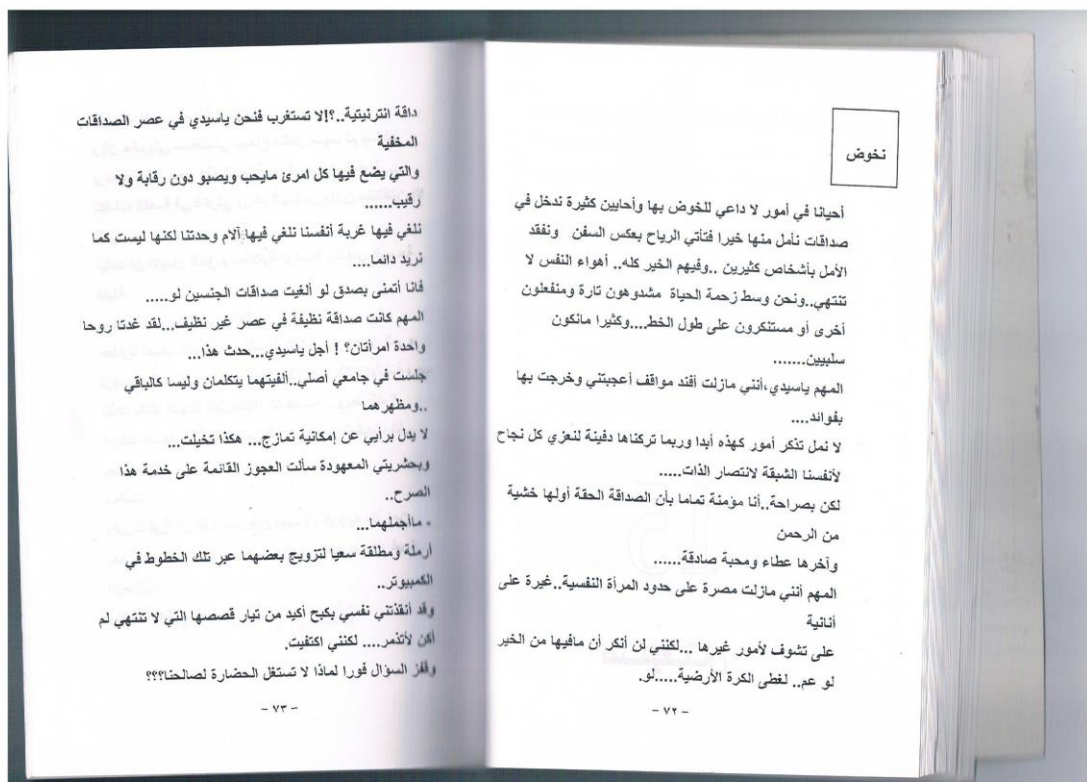 نخوض
أحيانا في أمور لا داعي للخوض بها وأحايين كثيرة ندخل في
صداقات نأمل منها خيرا فتأتي الرياح بعكس السفن ونفقد
الأمل بأشخاص كثيرين ..وفيهم الخير كله.. أهواء النفس لا
تنتهي..ونحن وسط زحمة الحياة مشدوهون تارة ومنفعلون
أخرى أو مستنكرون على طول الخط....وكثيرا مانكون
سلبيين.......
المهم ياسيدي،أنني مازلت أفند مواقف أعجبتني وخرجت بها
بفوائد....
لا نمل تذكر أمور كهذه أبدا وربما تركناها دفينة لنعزي كل نجاح
لأنفسنا الشبقة لانتصار الذات.....
لكن بصراحة..أنا مؤمنة تماما بأن الصداقة الحقة أولها خشية
من الرحمن
وآخرها عطاء ومحبة صادقة......
المهم أنني مازلت مصرة على حدود المرأة النفسية..غيرة على
أنانية
على تشوف لأمور غيرها ...لكنني لن أنكر أن مافيها من الخير
لو عم.. لغطى الكرة الأرضية.....لو.
- ٧٢ -
داقة انترنيتية..؟!لا تستغرب فنحن ياسيدي في عصر الصداقات
المخفية
والتي يضع فيها كل امرئ مايحب ويصبو دون رقابة ولا
رقيب......
نلغي فيها غربة أنفسنا نلغي فيها آلام وحدتنا لكنها ليست كما
نريد دائما....
فأنا أتمنى بصدق لو ألغيت صداقات الجنسين لو.....
المهم كانت صداقة نظيفة في عصر غير نظيف...لقد غدتا روحا
واحدة امرأتان؟ ! أجل ياسيدي...حدث هذا...
جلست في جامعي أصلي..ألفيتهما يتكلمان وليسا كالباقي
..ومظهرهما
لا يدل برأيي عن إمكانية تمازج... هكذا تخيلت...
وبحشريتي المعهودة سألت العجوز القائمة على خدمة هذا
الصرح..
- ماأجملهما...
أرملة ومطلقة سعيا لتزويج بعضهما عبر تلك الخطوط في
الكمبيوتر..
وقد أنقذتني نفسي بكبح أكيد من تيار قصصها التي لا تنتهي لم
أكن لأتذمر.... لكنني اكتفيت.
وقفز السؤال فورا لماذا لا تستغل الحضارة لصالحنا؟؟؟
- ٧٣ -